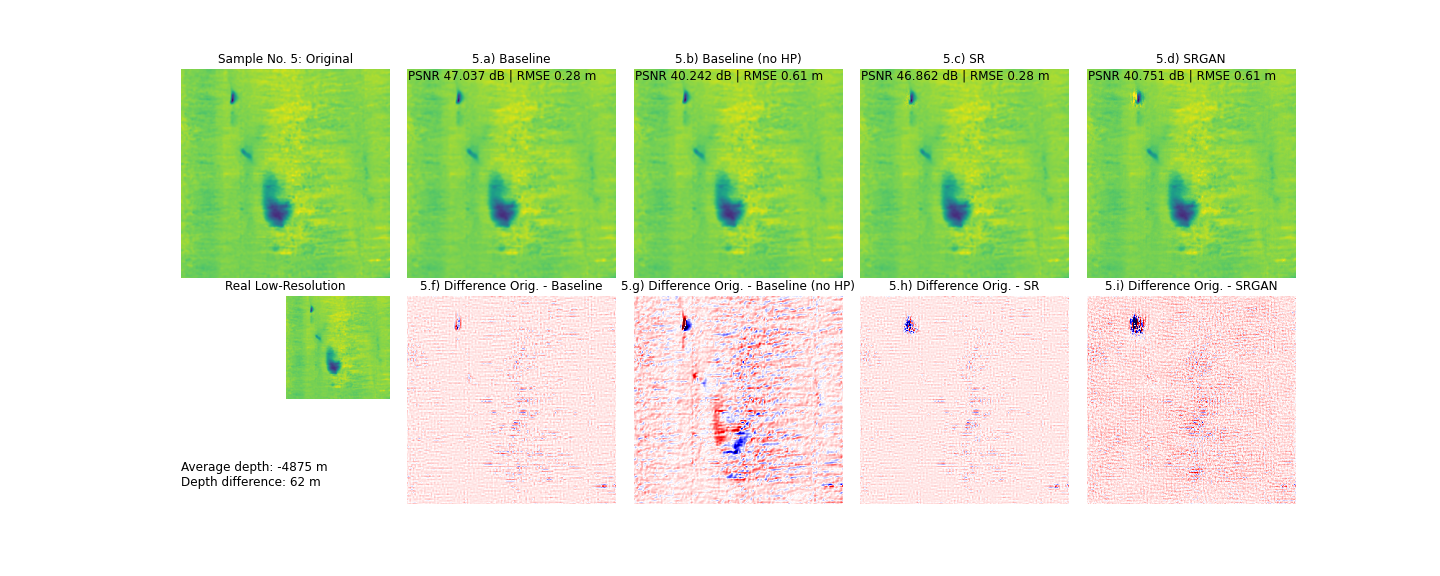 Sample No. 5: Original
5.a) Baseline
5.b) Baseline (no HP)
5.c) SR
5.d) SRGAN
PSNR 47.037 dB | RMSE 0.28 m
PSNR 40.242 dB | RMSE 0.61 m
PSNR 46.862 dB | RMSE 0.28 m
PSNR 40.751 dB | RMSE 0.61 m
Real Low-Resolution
5.f) Difference Orig. - Baseline
5.g) Difference Orig. - Baseline (no HP)
5.h) Difference Orig. - SR
5.i) Difference Orig. - SRGAN
Average depth: -4875 m
Depth difference: 62 m